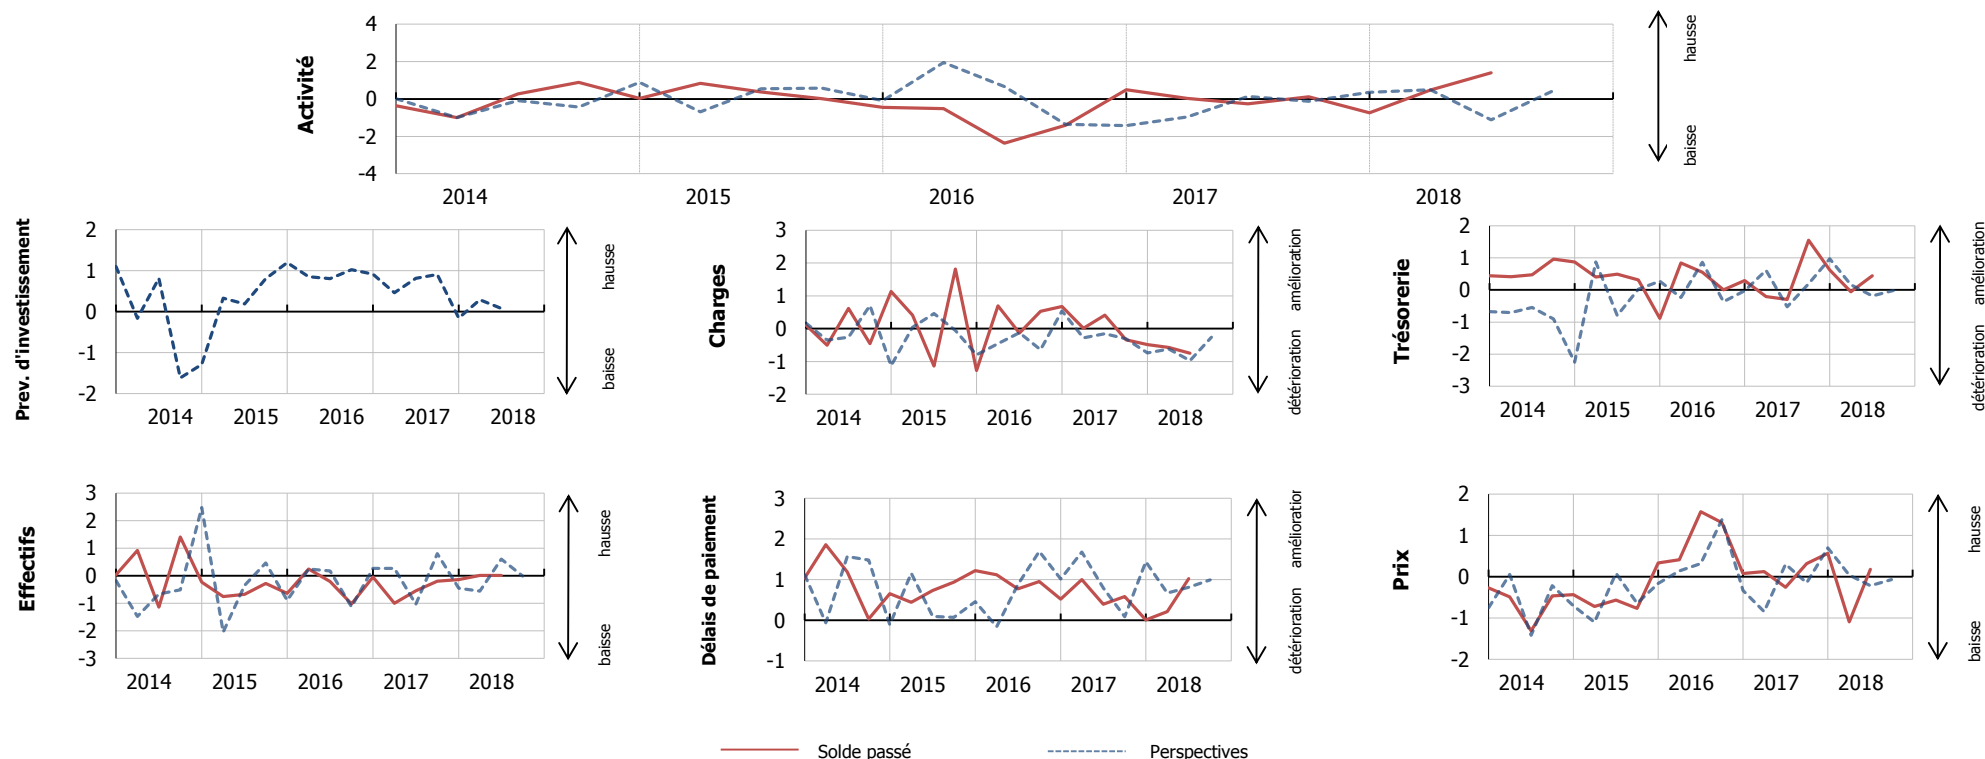 Activité
4
2
0
-2
-4
2014 2015 2016 2017 2018
hausse
baisse
Prev. d'investissement
2
1
0
-1
-2
2014 2015 2016 2017 2018
hausse
baisse
Charges
3
2
1
0
-1
-2
2014 2015 2016 2017 2018
amélioration
détérioration
Trésorerie
2
1
0
-1
-2
-3
2014 2015 2016 2017 2018
amélioration
détérioration
Effectifs
3
2
1
0
-1
-2
-3
2014 2015 2016 2017 2018
hausse
baisse
Délais de paiement
3
2
1
0
-1
2014 2015 2016 2017 2018
amélioration
détérioration
Prix
2
1
0
-1
-2
2014 2015 2016 2017 2018
hausse
baisse
Solde passé Perspectives